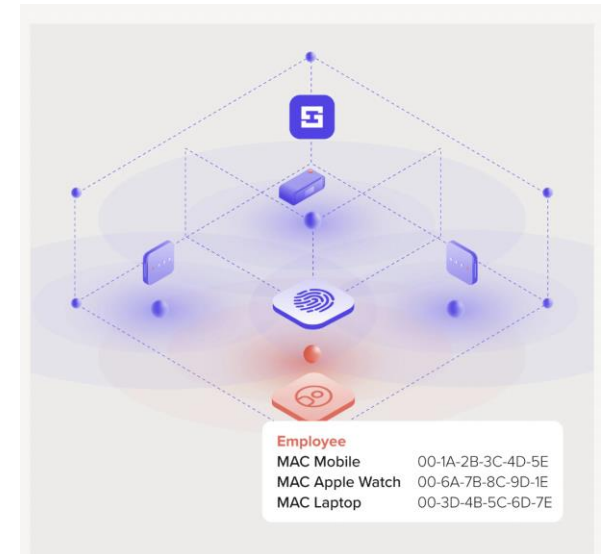 Employee
MAC Mobile 00-1A-2B-3C-4D-5E
MAC Apple Watch 00-6A-7B-8C-9D-1E
MAC Laptop 00-3D-4B-5C-6D-7E